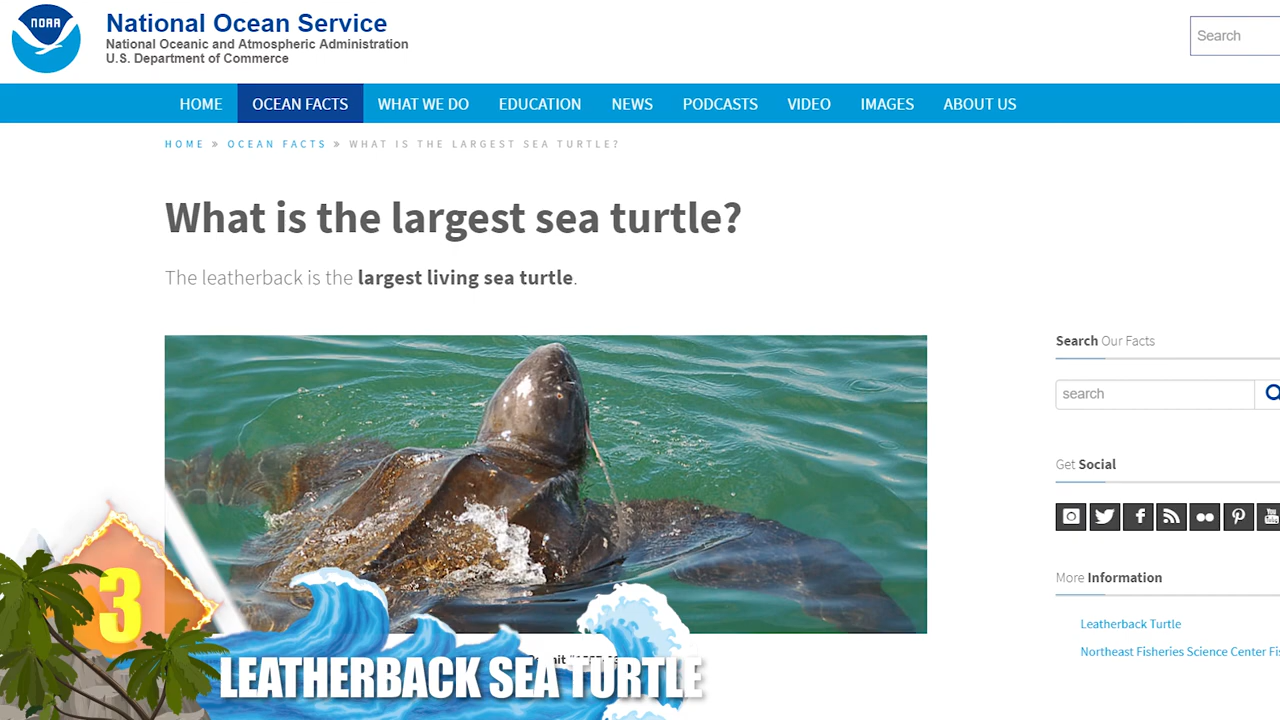 NOAA
National Ocean Service
National Oceanic and Atmospheric Administration
U.S. Department of Commerce
Search
HOME OCEAN FACTS WHAT WE DO EDUCATION NEWS PODCASTS VIDEO IMAGES ABOUT US
HOME » OCEAN FACTS » WHAT IS THE LARGEST SEA TURTLE?
What is the largest sea turtle?
The leatherback is the largest living sea turtle.
Search Our Facts
search
Get Social
You
More Information
Leatherback Turtle
Northeast Fisheries Science Center
3
LEATHERBACK SEA TURTLE